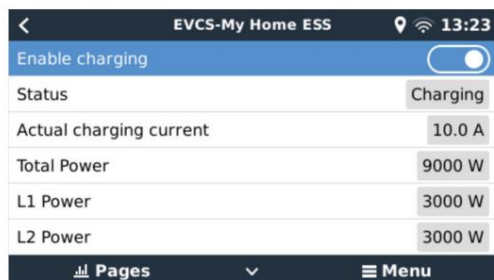 EVCS-My Home ESS 13:23
Enable charging
Status Charging
Actual charging current 10.0 A
Total Power 9000 W
L1 Power 3000 W
L2 Power 3000 W
Pages Menu